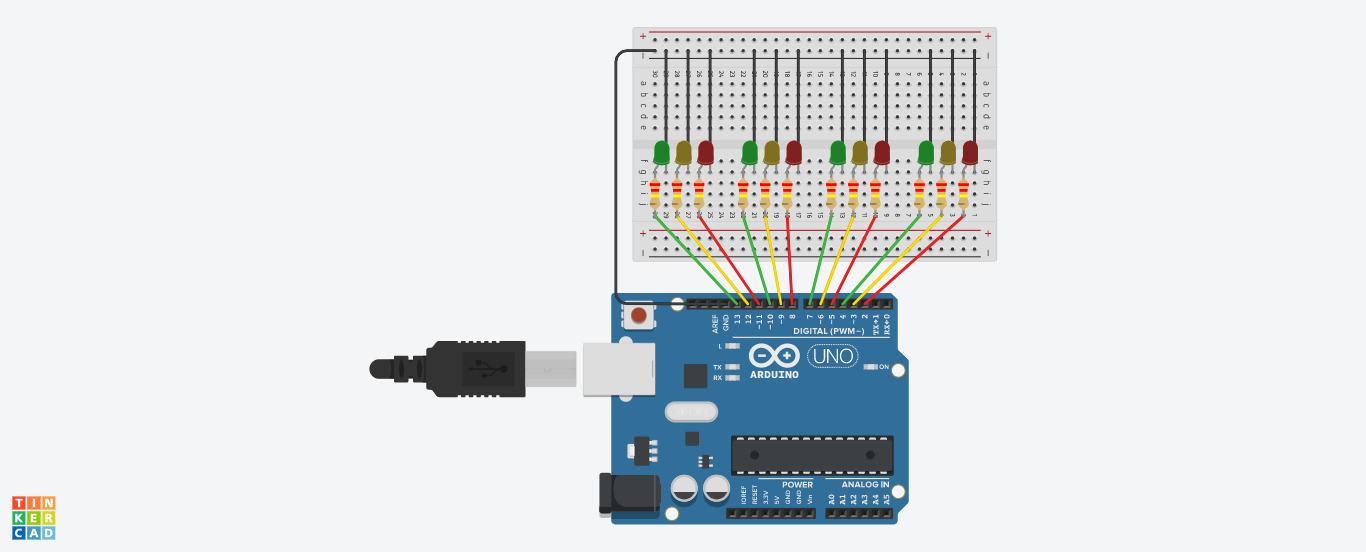 AREF
GND
13
12
~11
~10
~9
8
7
~6
~5
4
~3
2
TX→1
RX←0
DIGITAL (PWM~)
L
TX
RX
ARDUINO
UNO
ON
POWER
ANALOG IN
IOREF
RESET
3.3V
5V
GND
GND
Vin
A0
A1
A2
A3
A4
A5
TIN
KER
CAD